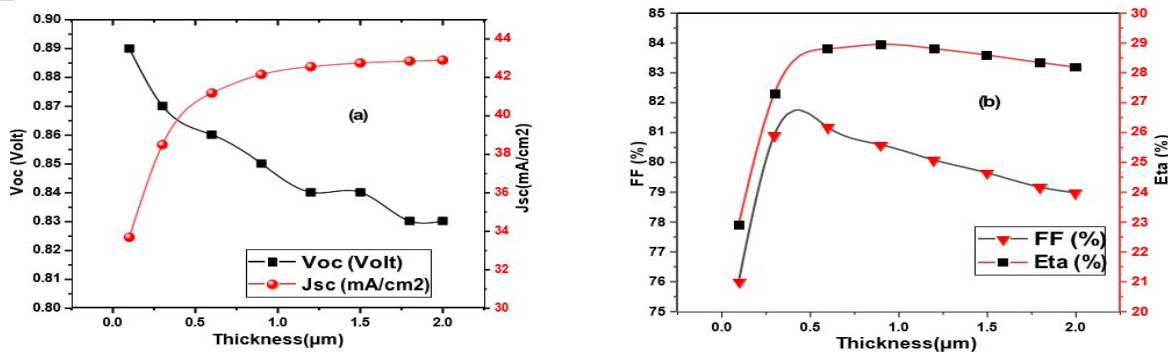 0.90
0.89
0.88
0.87
0.86
0.85
0.84
0.83
0.82
0.81
0.80
Voc (Volt)
43
40
38
36
34
32
30
Jsc(mA/cm2)
(a)
Voc (Volt)
Jsc (mA/cm2)
0.0 0.5 1.0 1.5 2.0
Thickness(µm)
85
84
83
82
81
80
79
78
77
76
75
FF (%)
30
29
28
27
26
25
24
23
22
21
20
Eta (%)
(b)
FF (%)
Eta (%)
0.0 0.5 1.0 1.5 2.0
Thickness(µm)